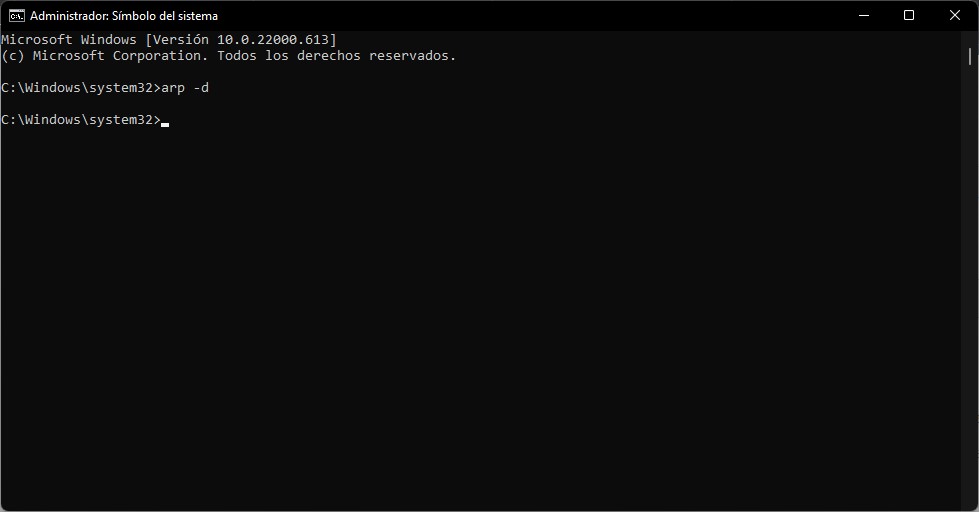 Administrador: Símbolo del sistema
Microsoft Windows [Versión 10.0.22000.613]
(c) Microsoft Corporation. Todos los derechos reservados.
C:\Windows\system32>arp -d
C:\Windows\system32>